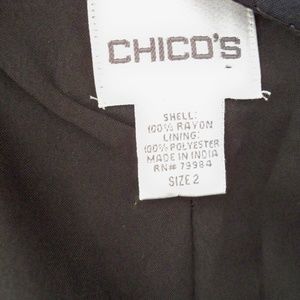 CHICO'S
SHELL:
100% RAYON
LINING:
100% POLYESTER
MADE IN INDIA
RN# 79984
SIZE 2